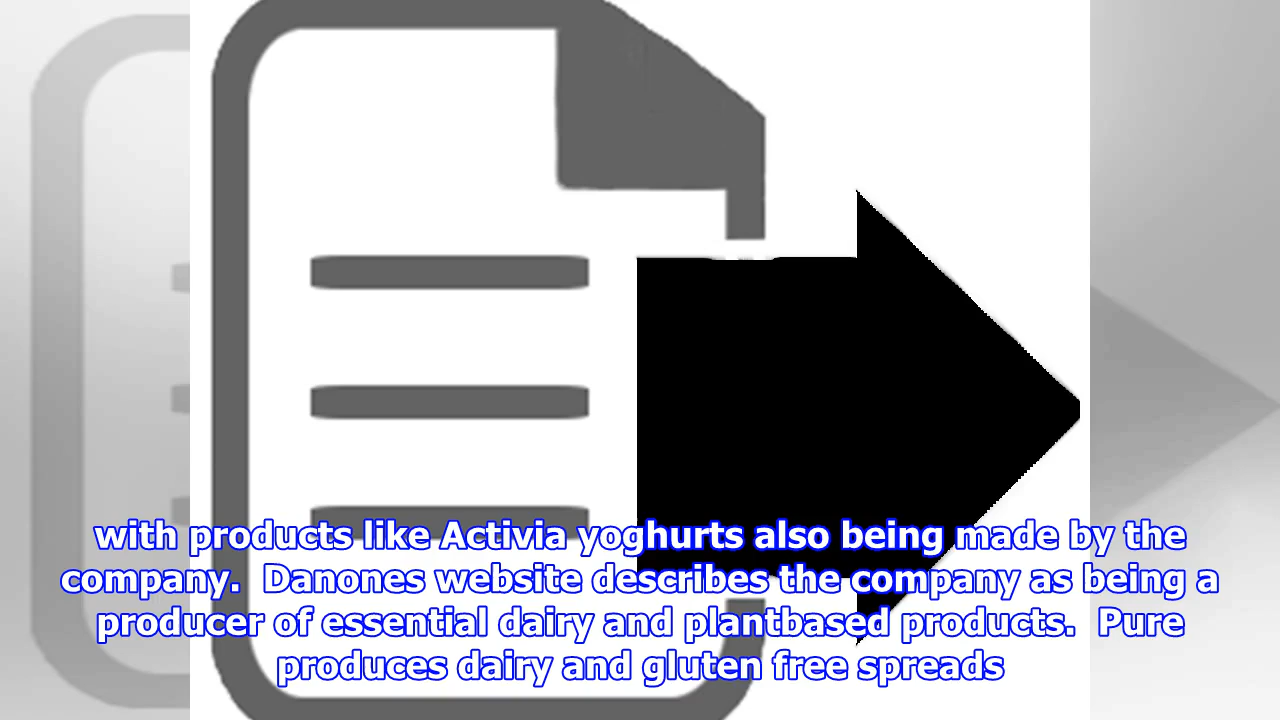 with products like Activia yoghurts also being made by the
company.  Danones website describes the company as being a
producer of essential dairy and plantbased products.  Pure
produces dairy and gluten free spreads